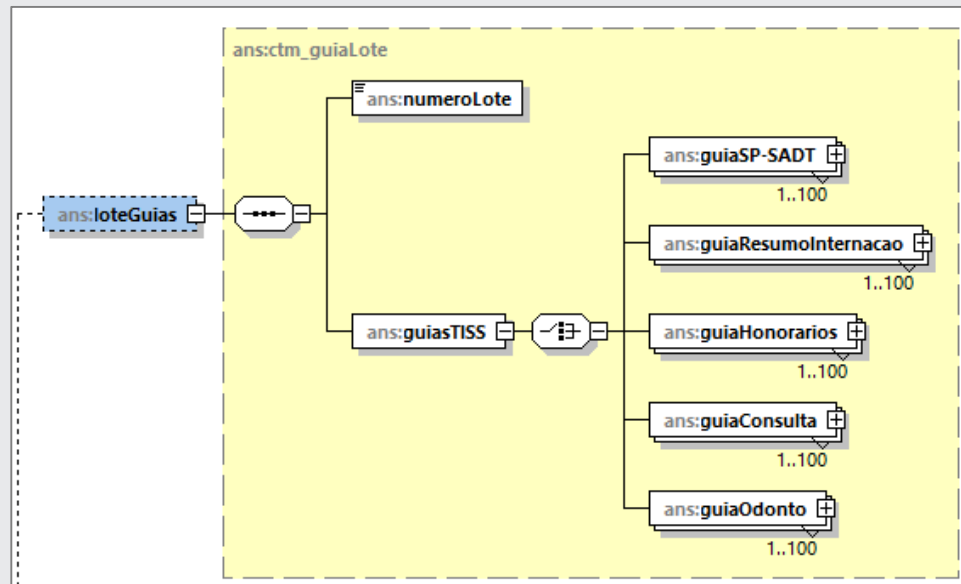 ans:ctm_guiaLote
ans:numeroLote
ans:guiaSP-SADT
1..100
ans:loteGuias
ans:guiaResumoInternacao
1..100
ans:guiasTISS
ans:guiaHonorarios
1..100
ans:guiaConsulta
1..100
ans:guiaOdonto
1..100